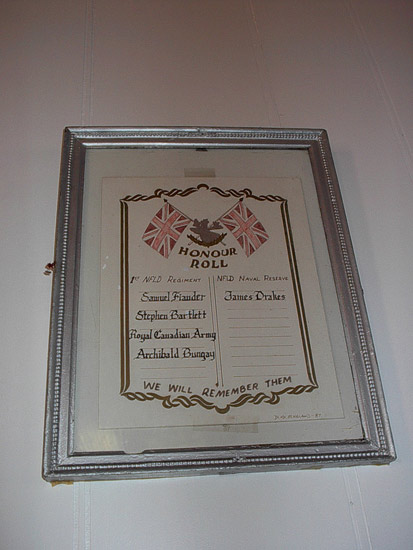 HONOUR
ROLL
1st NFLD REGIMENT
Samuel Fiander
Stephen Bartlett
Royal Canadian Army
Archibald Dungay
NFLD NAVAL RESERVE
James Drakes
WE WILL REMEMBER THEM